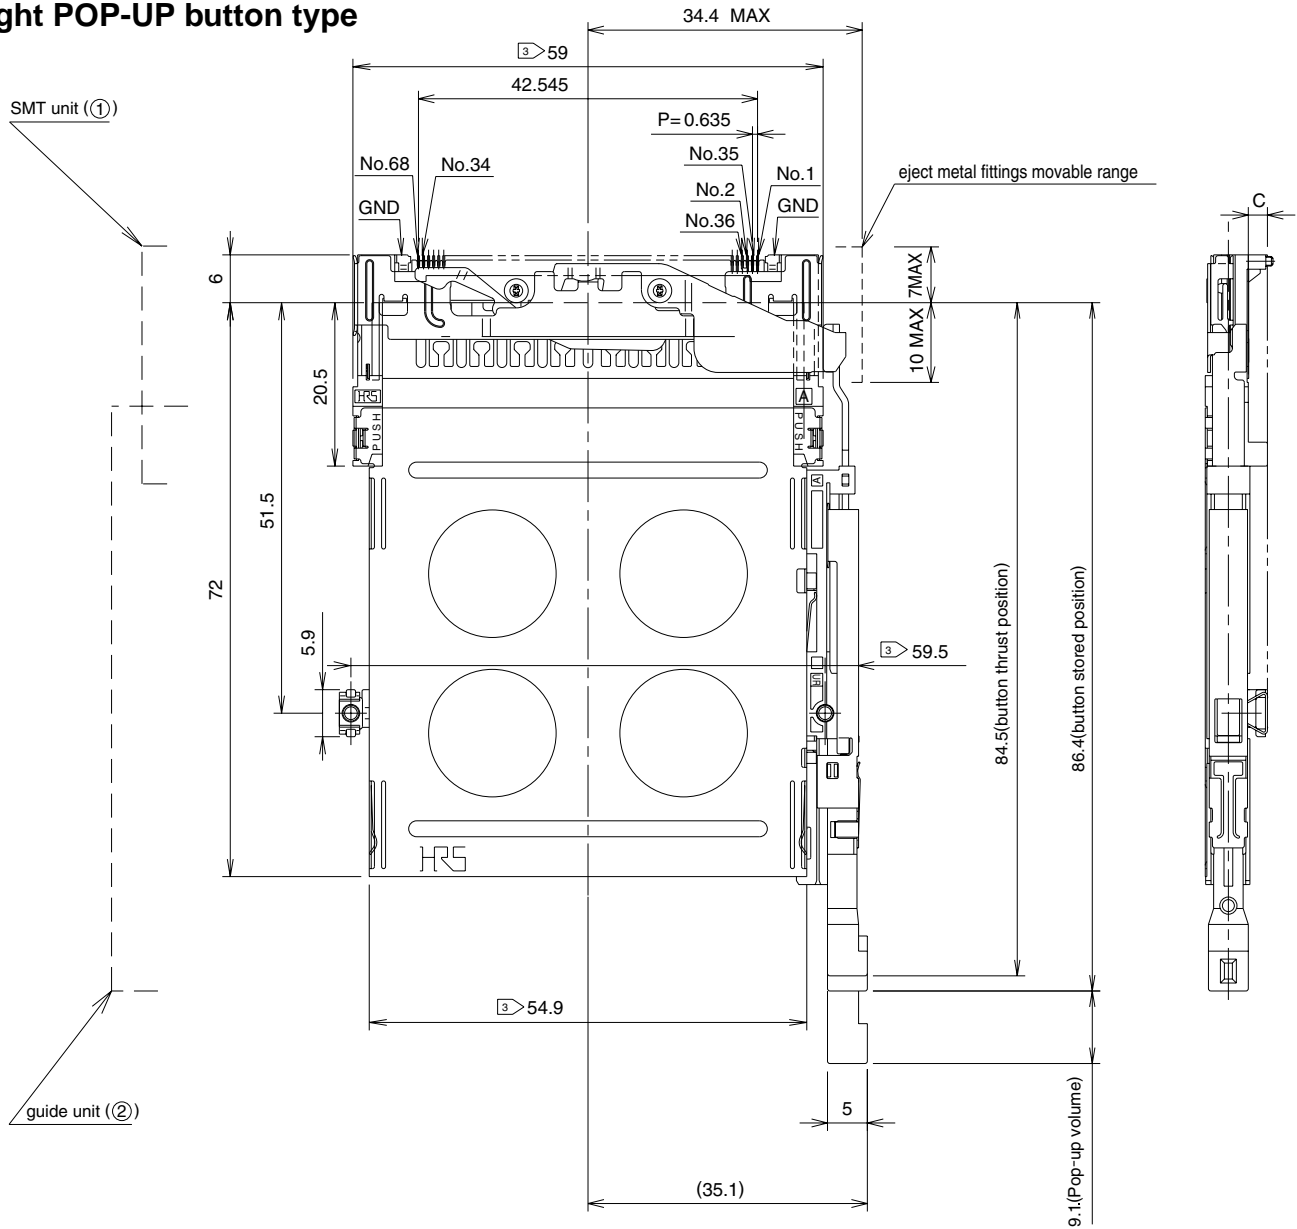 ght POP-UP button type
34.4 MAX
3 59
42.545
SMT unit (①)
P=0.635
No.35
No.68
No.34
No.1
No.2
eject metal fittings movable range
GND
GND
No.36
C
6
7MAX
10 MAX
20.5
HRS
A
PUSH
PUSH
A
51.5
72
84.5(button thrust position)
86.4(button stored position)
5.9
3 59.5
UR
HRS
3 54.9
guide unit (②)
5
9.1(Pop-up volume)
(35.1)